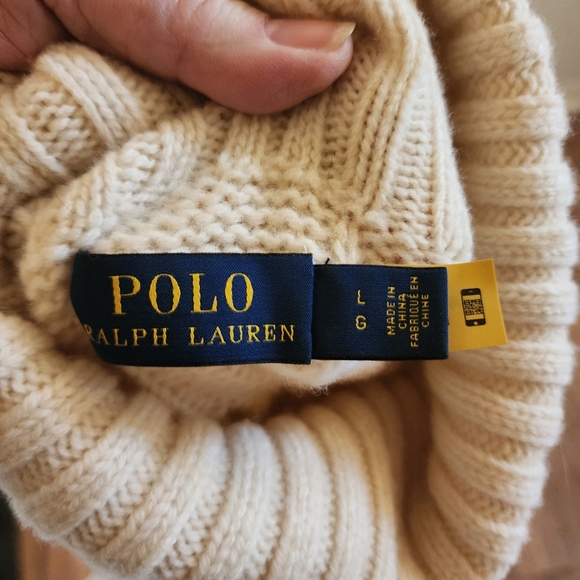 POLO
RALPH LAUREN
L
G
MADE IN
CHINA
FABRIQUÉ EN
CHINE